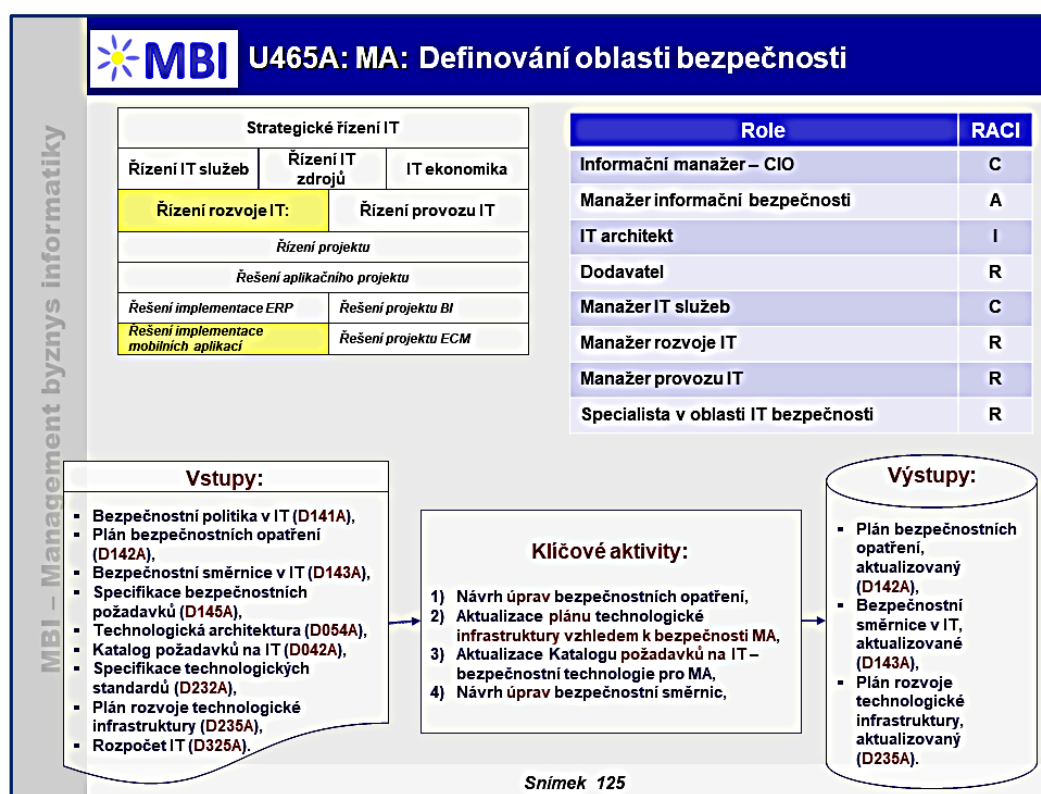 MBI
U465A: MA: Definování oblasti bezpečnosti
MBI – Management byznys informatiky
Strategické řízení IT
Řízení IT služeb
Řízení IT
zdrojů
IT ekonomika
Řízení rozvoje IT:
Řízení provozu IT
Řízení projektu
Řešení aplikačního projektu
Řešení implementace ERP
Řešení projektu BI
Řešení implementace
mobilních aplikací
Řešení projektu ECM
Role RACI
Informační manažer – CIO C
Manažer informační bezpečnosti A
IT architekt I
Dodavatel R
Manažer IT služeb C
Manažer rozvoje IT R
Manažer provozu IT R
Specialista v oblasti IT bezpečnosti R
Vstupy:
▪ Bezpečnostní politika v IT (D141A),
▪ Plán bezpečnostních opatření
(D142A),
▪ Bezpečnostní směrnice v IT (D143A),
▪ Specifikace bezpečnostních
požadavků (D145A),
▪ Technologická architektura (D054A),
▪ Katalog požadavků na IT (D042A),
▪ Specifikace technologických
standardů (D232A),
▪ Plán rozvoje technologické
infrastruktury (D235A),
▪ Rozpočet IT (D325A).
Klíčové aktivity:
1) Návrh úprav bezpečnostních opatření,
2) Aktualizace plánu technologické
infrastruktury vzhledem k bezpečnosti MA,
3) Aktualizace Katalogu požadavků na IT –
bezpečnostní technologie pro MA,
4) Návrh úprav bezpečnostní směrnic,
Výstupy:
▪ Plán bezpečnostních
opatření,
aktualizovaný
(D142A),
▪ Bezpečnostní
směrnice v IT,
aktualizované
(D143A),
▪ Plán rozvoje
technologické
infrastruktury,
aktualizovaný
(D235A).
Snímek 125